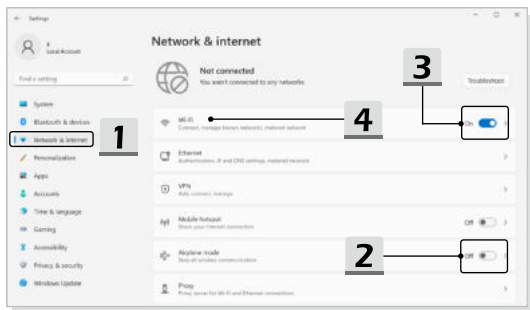 Settings
Local Account
Find a setting
System
Bluetooth & devices
Network & internet
Personalization
Apps
Accounts
Time & language
Gaming
Accessibility
Privacy & security
Windows Update
1
Network & internet
Not connected
You aren't connected to any networks
Troubleshoot
3
Wi-Fi
Connect, manage known networks, metered network
4
On
Ethernet
Authentication, IP and DNS settings, metered network
VPN
Add, connect, manage
Mobile hotspot
Share your internet connection
Off
Airplane mode
Stop all wireless communication
2
Off
Proxy
Proxy server for Wi-Fi and Ethernet connections